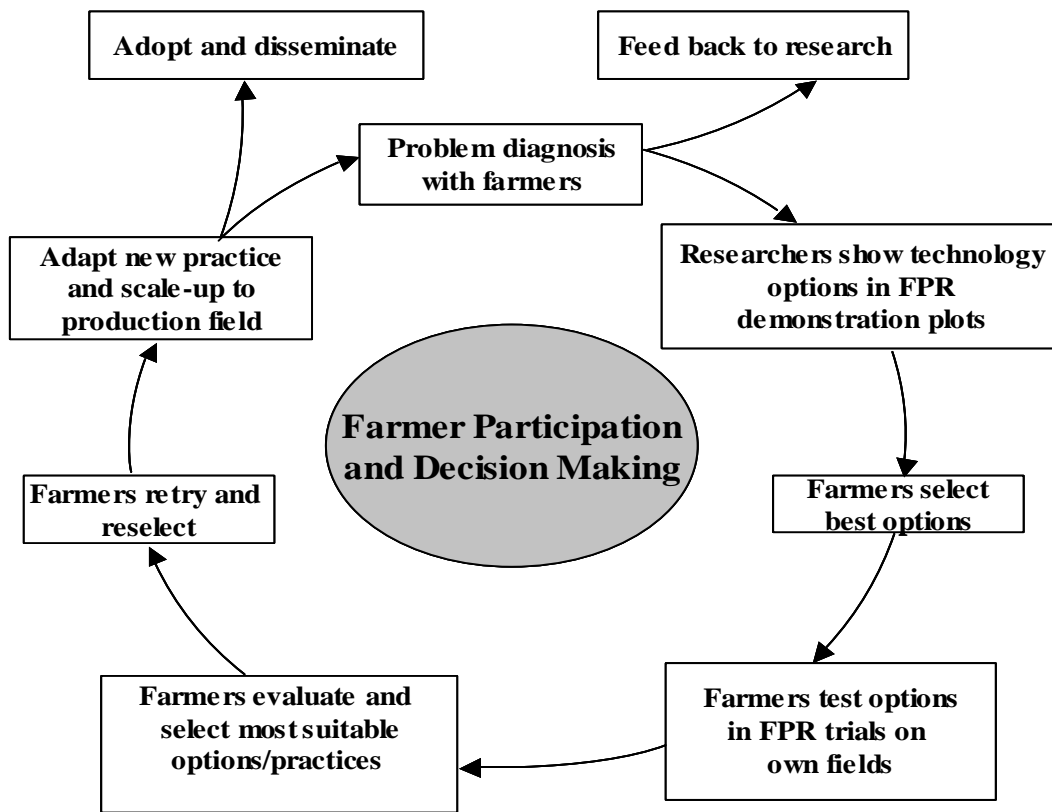 Adopt and disseminate
Feed back to research
Problem diagnosis
with farmers
Adapt new practice
and scale-up to
production field
Researchers show technology
options in FPR
demonstration plots
Farmer Participation
and Decision Making
Farmers retry and
reselect
Farmers select
best options
Farmers evaluate and
select most suitable
options/practices
Farmers test options
in FPR trials on
own fields